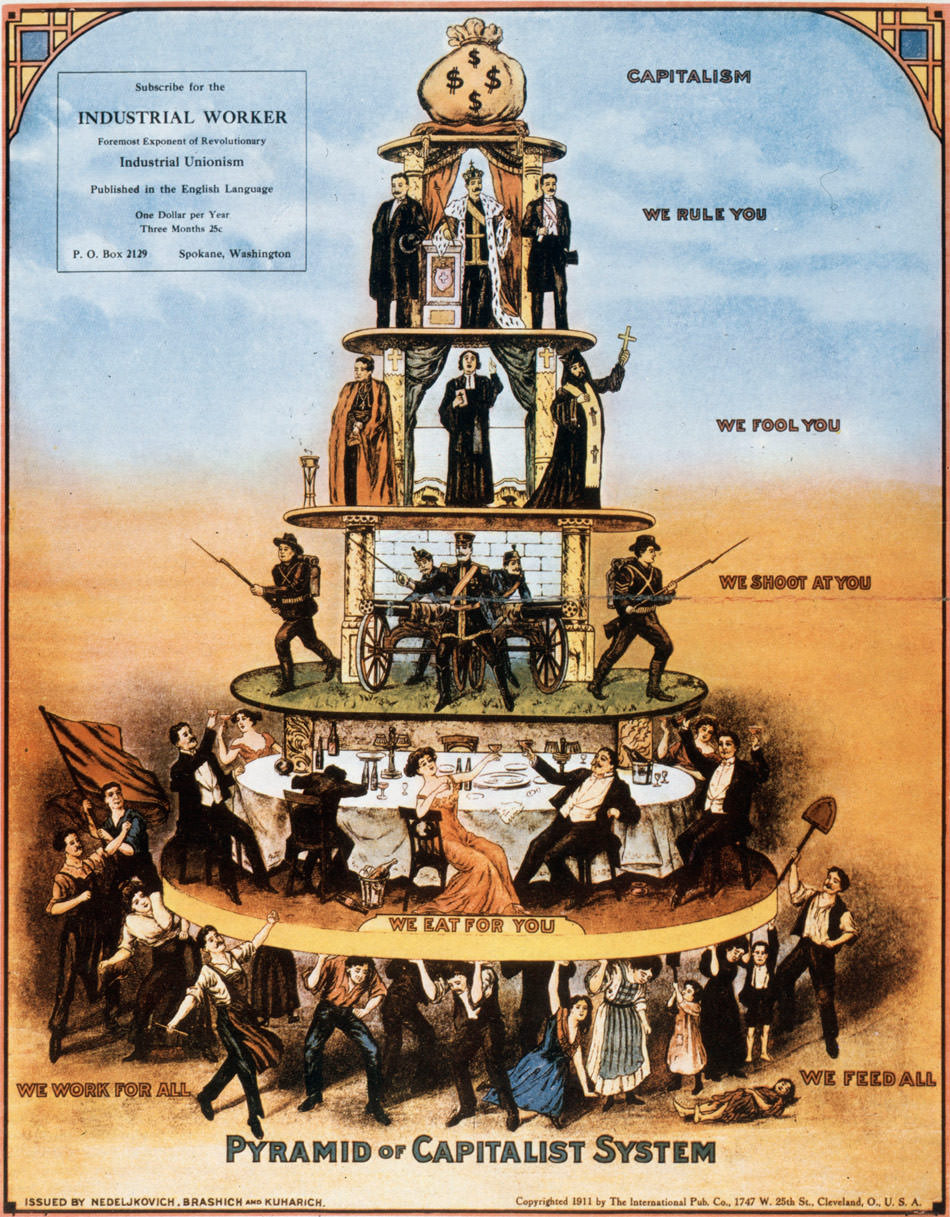 Subscribe for the
INDUSTRIAL WORKER
Foremost Exponent of Revolutionary
Industrial Unionism
Published in the English Language
One Dollar per Year
Three Months 25c
P. O. Box 2129 Spokane, Washington
$ $ $ $
CAPITALISM
WE RULE YOU
WE FOOL YOU
WE SHOOT AT YOU
WE EAT FOR YOU
WE WORK FOR ALL
WE FEED ALL
PYRAMID OF CAPITALIST SYSTEM
ISSUED BY NEDELJKOVICH, BRASHICH AND KUHARICH.
Copyrighted 1911 by The International Pub. Co., 1747 W. 25th St., Cleveland, O., U. S. A.